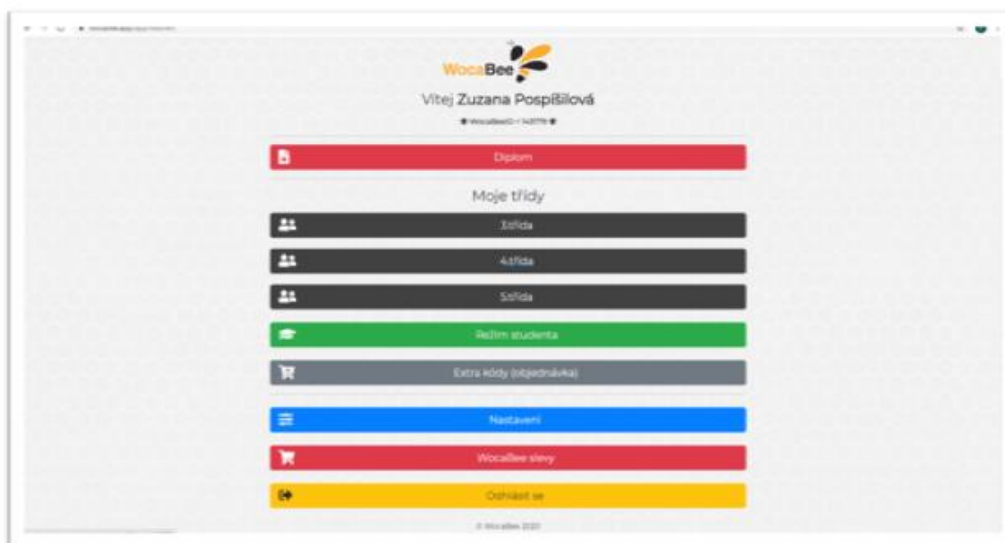 WocaBee
Vítej Zuzana Pospíšilová
Diplom
Moje třídy
3.třída
4.třída
5.třída
Režim studenta
Extra kódy (objednávka)
Nastavení
WocaBee slevy
Odhlásit se
© WocaBee 2020